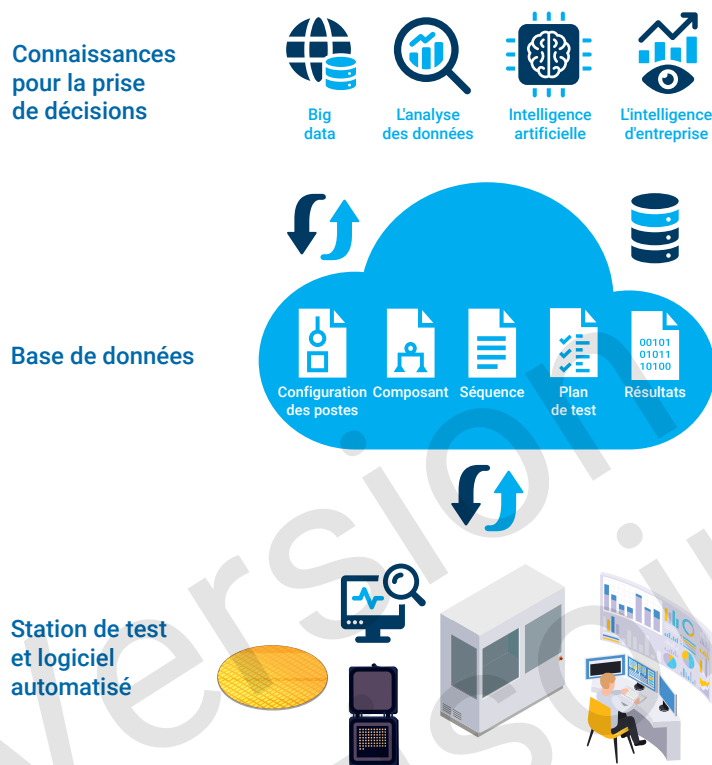 Connaissances
pour la prise
de décisions
Big
data
L'analyse
des données
Intelligence
artificielle
L'intelligence
d'entreprise
Base de données
Configuration
des postes
Composant
Séquence
Plan
de test
00101
01011
10100
Résultats
Station de test
et logiciel
automatisé
Version